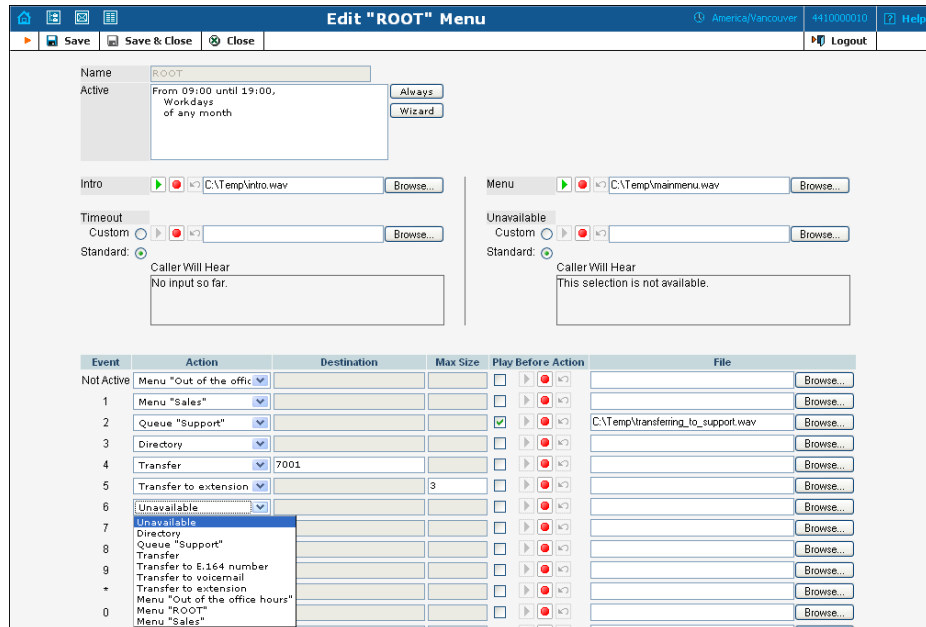 Edit "ROOT" Menu
America/Vancouver
4410000010
Help
Save
Save & Close
Close
Logout
Name
ROOT
Active
From 09:00 until 19:00,
Workdays
of any month
Always
Wizard
Intro
C:\Temp\intro.wav
Browse...
Menu
C:\Temp\mainmenu.wav
Browse...
Timeout
Custom
Browse...
Standard:
Caller Will Hear
No input so far.
Unavailable
Custom
Browse...
Standard:
Caller Will Hear
This selection is not available.
Event Action Destination Max Size Play Before Action File
Not Active Menu "Out of the offic Browse...
1 Menu "Sales" Browse...
2 Queue "Support" C:\Temp\transferring_to_support.wav Browse...
3 Directory Browse...
4 Transfer 7001 Browse...
5 Transfer to extension 3 Browse...
6 Unavailable Browse...
7 Browse...
8 Browse...
9 Browse...
* Browse...
0 Browse...
Unavailable
Directory
Queue "Support"
Transfer
Transfer to E.164 number
Transfer to voicemail
Transfer to extension
Menu "Out of the office hours"
Menu "ROOT"
Menu "Sales"